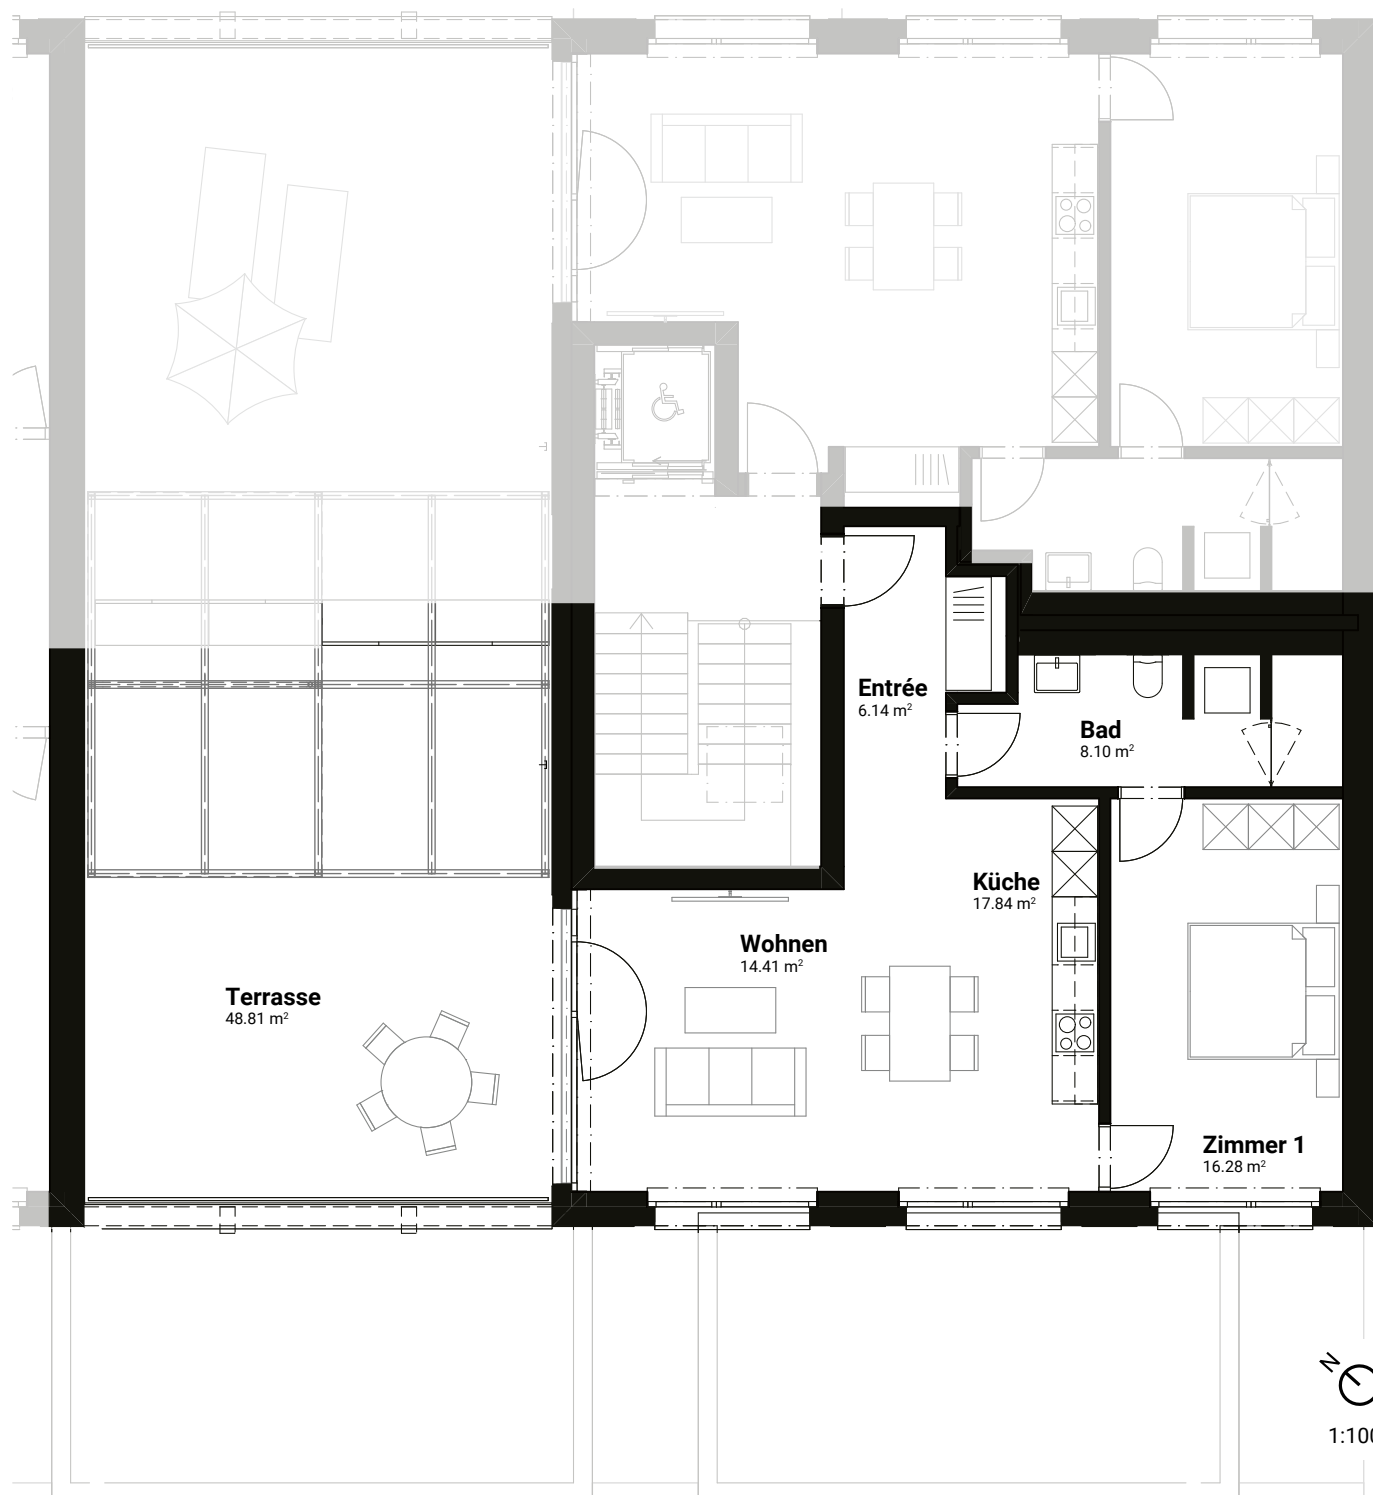 Entrée
6.14 m²
Bad
8.10 m²
Küche
17.84 m²
Wohnen
14.41 m²
Terrasse
48.81 m²
Zimmer 1
16.28 m²
N
1:100